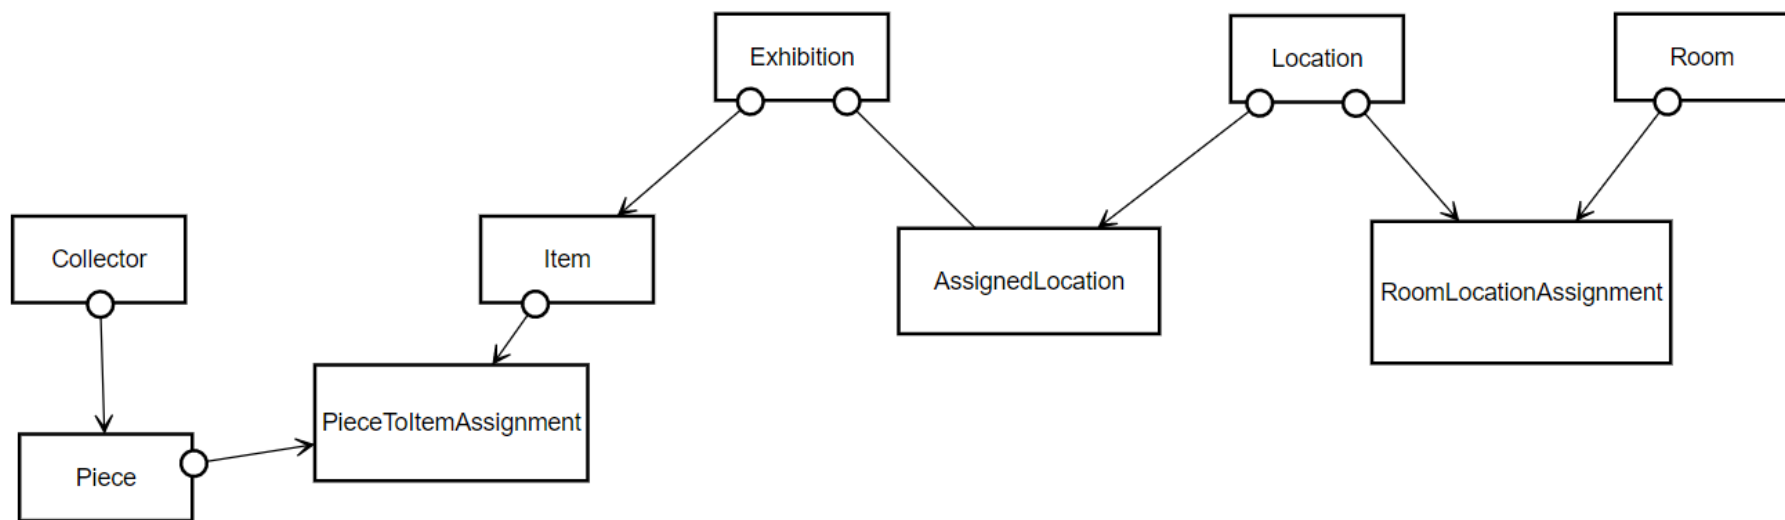 Exhibition
Location
Room
Collector
Item
AssignedLocation
RoomLocationAssignment
PieceToItemAssignment
Piece